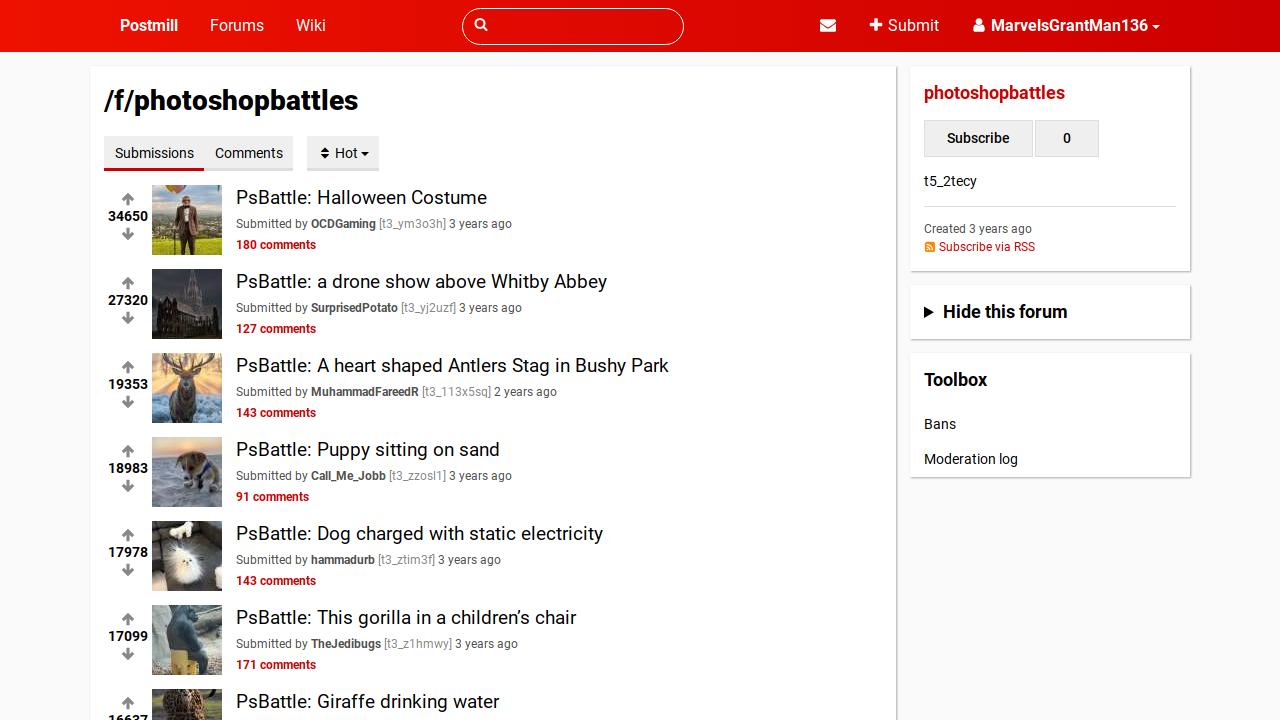 Postmill
Forums
Wiki
Submit
MarvelsGrantMan136
/f/photoshopbattles
Submissions
Comments
Hot
34650
PsBattle: Halloween Costume
Submitted by OCDGaming [t3_ym3o3h] 3 years ago
180 comments
27320
PsBattle: a drone show above Whitby Abbey
Submitted by SurprisedPotato [t3_yj2uzf] 3 years ago
127 comments
19353
PsBattle: A heart shaped Antlers Stag in Bushy Park
Submitted by MuhammadFareedR [t3_113x5sq] 2 years ago
143 comments
18983
PsBattle: Puppy sitting on sand
Submitted by Call_Me_Jobb [t3_zzosl1] 3 years ago
91 comments
17978
PsBattle: Dog charged with static electricity
Submitted by hammadurb [t3_ztim3f] 3 years ago
143 comments
17099
PsBattle: This gorilla in a children’s chair
Submitted by TheJedibugs [t3_z1hmwy] 3 years ago
171 comments
16637
PsBattle: Giraffe drinking water
photoshopbattles
Subscribe
0
t5_2tecy
Created 3 years ago
Subscribe via RSS
Hide this forum
Toolbox
Bans
Moderation log